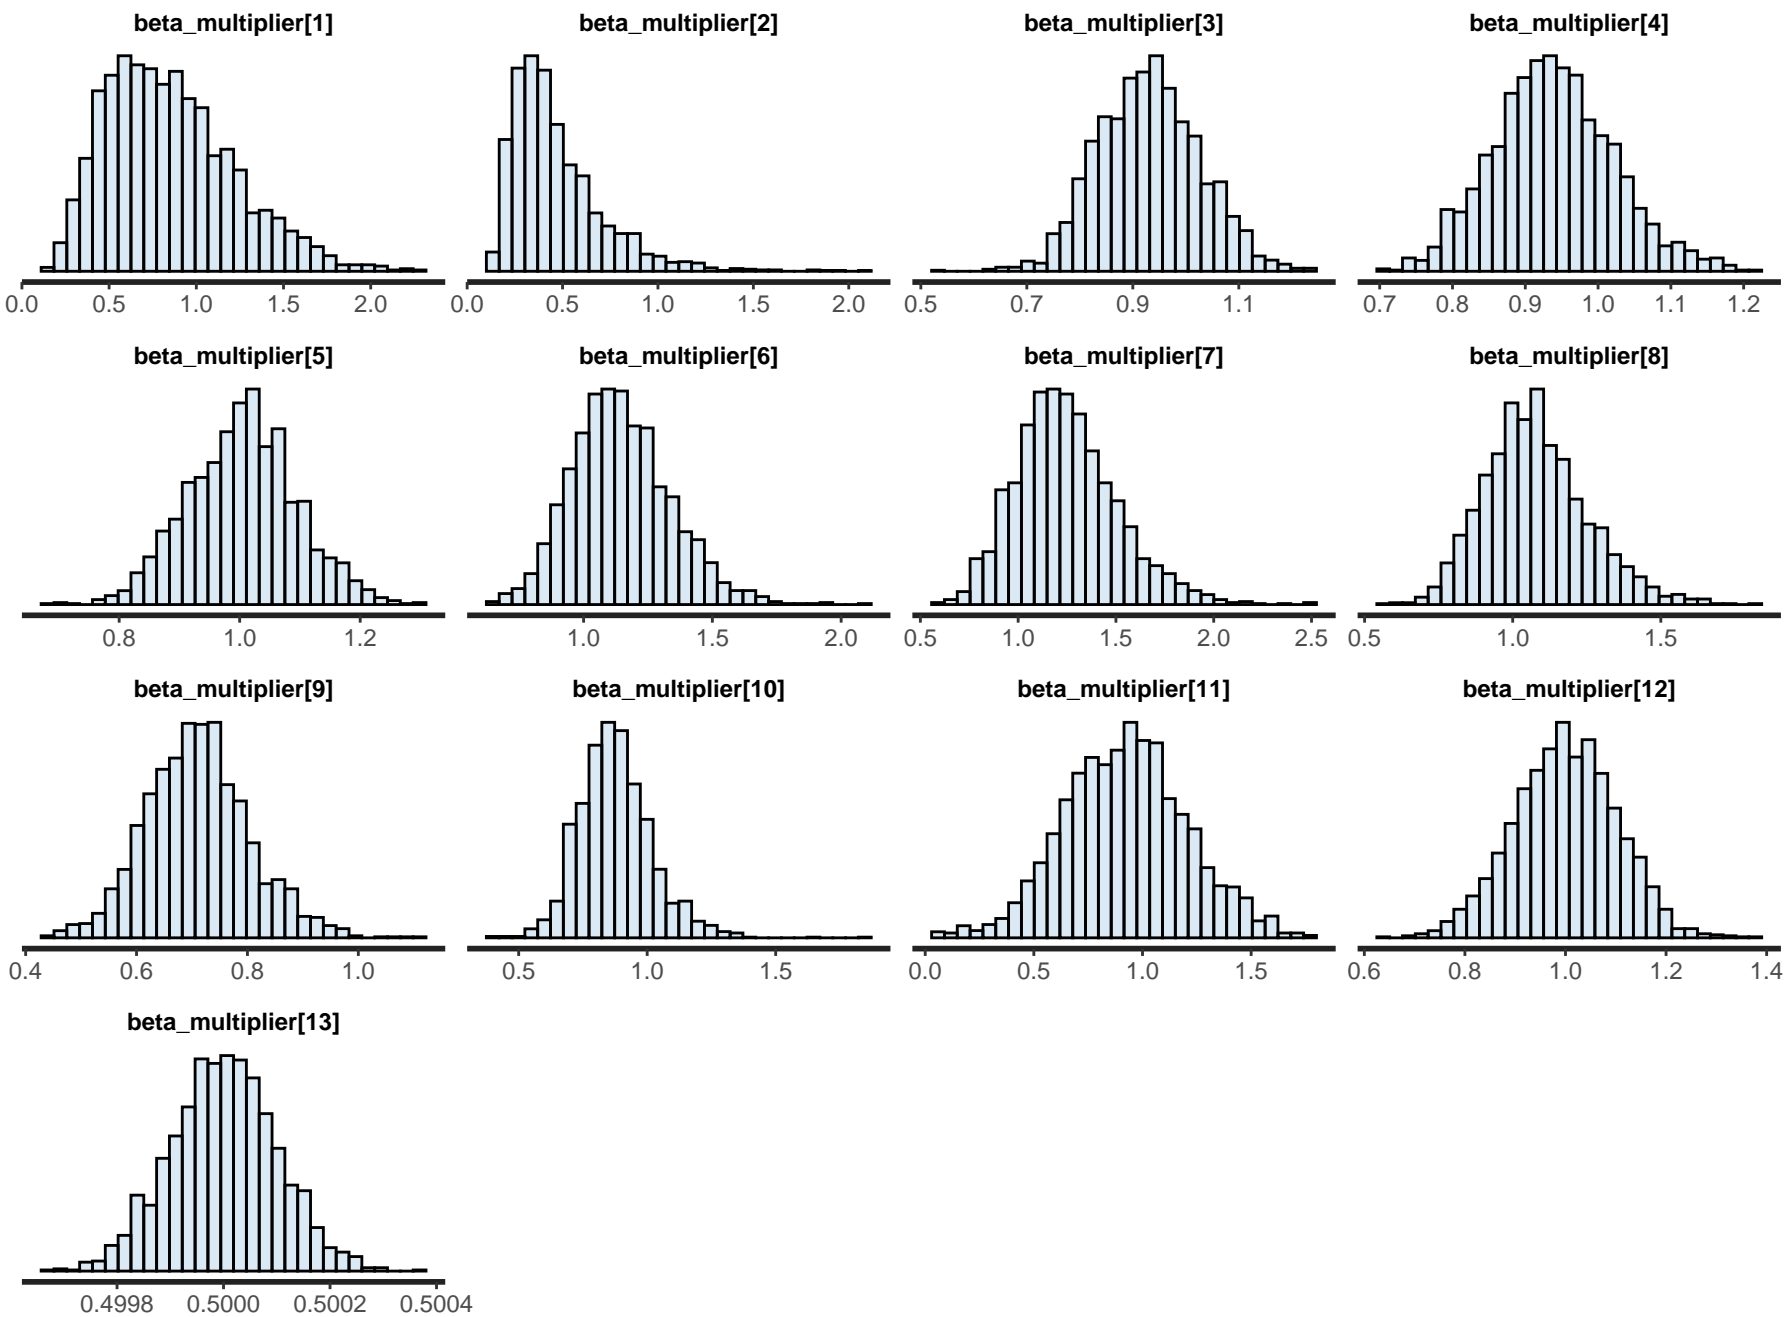 beta_multiplier[1] beta_multiplier[2] beta_multiplier[3] beta_multiplier[4]
0.0 0.5 1.0 1.5 2.0 0.0 0.5 1.0 1.5 2.0 0.5 0.7 0.9 1.1 0.7 0.8 0.9 1.0 1.1 1.2
beta_multiplier[5] beta_multiplier[6] beta_multiplier[7] beta_multiplier[8]
0.8 1.0 1.2 1.0 1.5 2.0 0.5 1.0 1.5 2.0 2.5 0.5 1.0 1.5
beta_multiplier[9] beta_multiplier[10] beta_multiplier[11] beta_multiplier[12]
0.4 0.6 0.8 1.0 0.5 1.0 1.5 0.0 0.5 1.0 1.5 0.6 0.8 1.0 1.2 1.4
beta_multiplier[13]
0.4998 0.5000 0.5002 0.5004